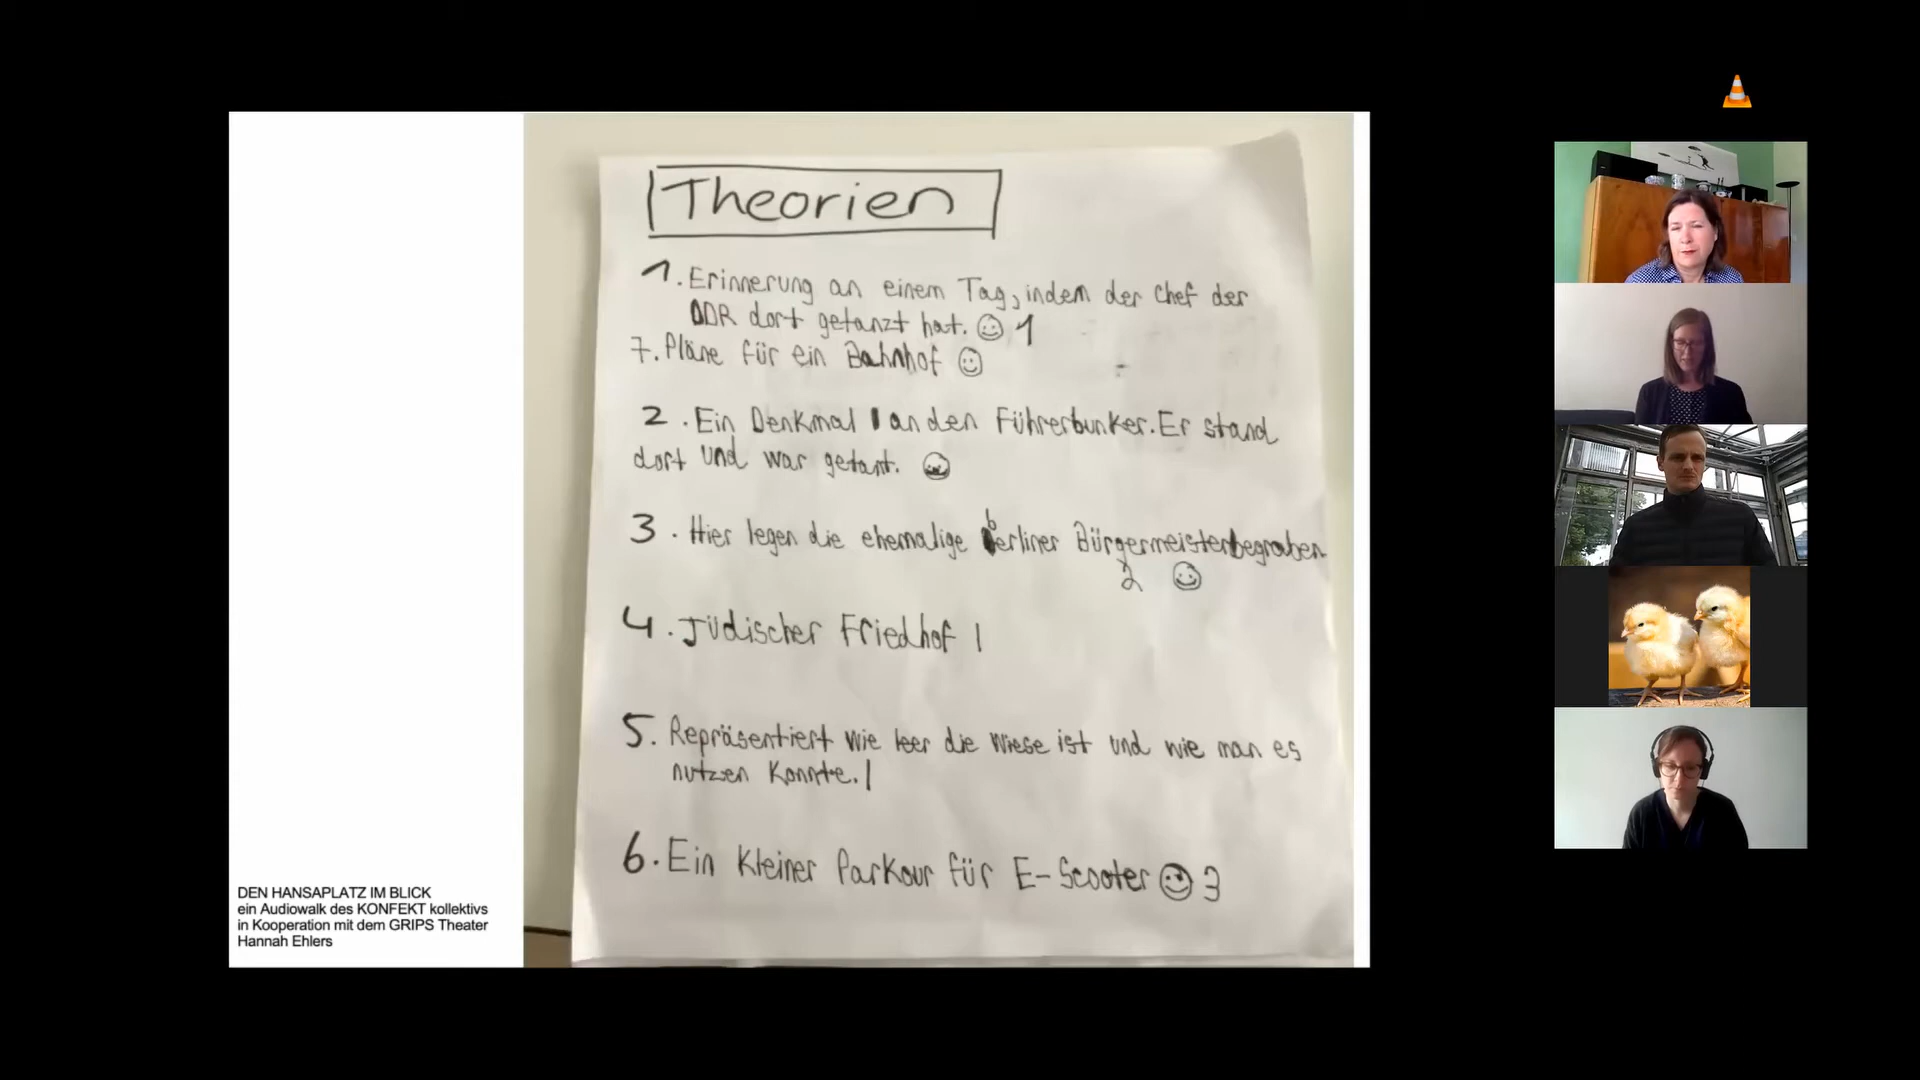 Theorien
1. Erinnerung an einem Tag, indem der Chef der
DDR dort getanzt hat. 1
7. Pläne für ein Bahnhof
2. Ein Denkmal an den Führerbunker. Er stand
dort und war getant.
3. Hier legen die ehemalige berliner Bürgermeister begraben
2
4. Jüdischer Friedhof |
5. Repräsentiert wie leer die Wiese ist und wie man es
nutzen konnte. |
6. Ein kleiner Parkour für E-Scooter 3
DEN HANSAPLATZ IM BLICK
ein Audiowalk des KONFEKT kollektivs
in Kooperation mit dem GRIPS Theater
Hannah Ehlers